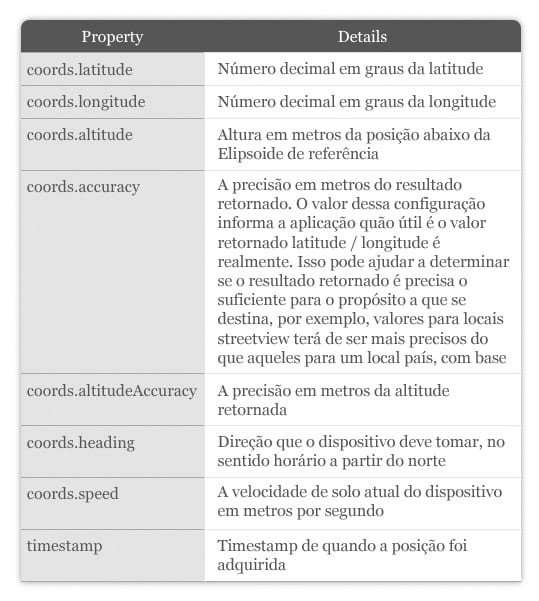 Property Details
coords.latitude Número decimal em graus da latitude
coords.longitude Número decimal em graus da longitude
coords.altitude Altura em metros da posição abaixo da
Elipsoide de referência
coords.accuracy A precisão em metros do resultado
retornado. O valor dessa configuração
informa a aplicação quão útil é o valor
retornado latitude / longitude é
realmente. Isso pode ajudar a determinar
se o resultado retornado é precisa o
suficiente para o propósito a que se
destina, por exemplo, valores para locais
streetview terá de ser mais precisos do
que aqueles para um local país, com base
coords.altitudeAccuracy A precisão em metros da altitude
retornada
coords.heading Direção que o dispositivo deve tomar, no
sentido horário a partir do norte
coords.speed A velocidade de solo atual do dispositivo
em metros por segundo
timestamp Timestamp de quando a posição foi
adquirida